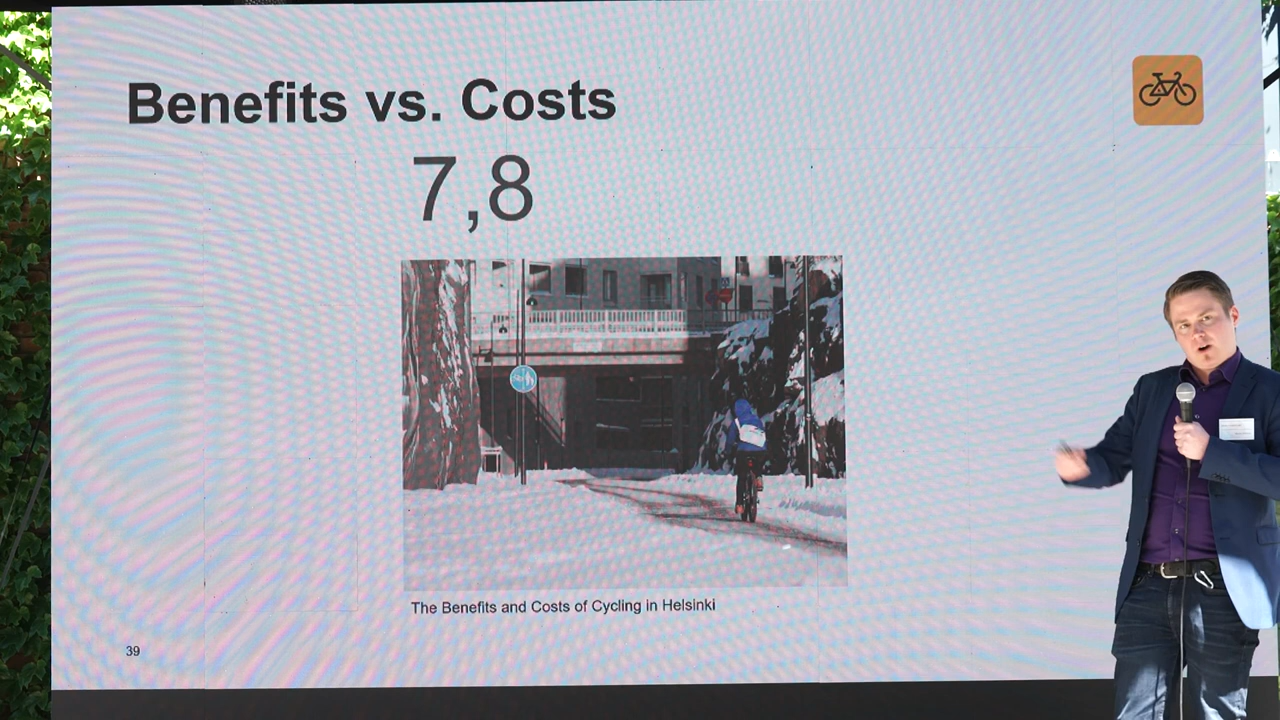 Benefits vs. Costs
7,8
The Benefits and Costs of Cycling in Helsinki
39